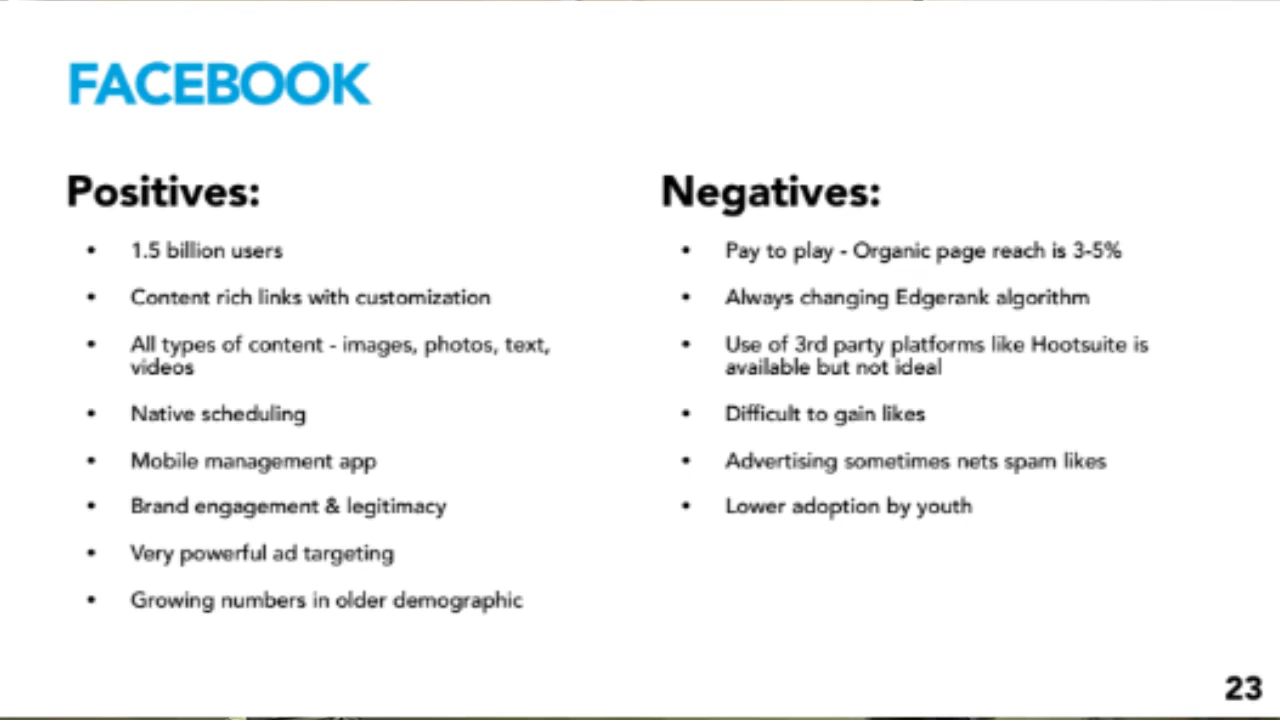 FACEBOOK
Positives:
• 1.5 billion users
• Content rich links with customization
• All types of content - images, photos, text,
videos
• Native scheduling
• Mobile management app
• Brand engagement & legitimacy
• Very powerful ad targeting
• Growing numbers in older demographic
Negatives:
• Pay to play - Organic page reach is 3-5%
• Always changing Edgerank algorithm
• Use of 3rd party platforms like Hootsuite is
available but not ideal
• Difficult to gain likes
• Advertising sometimes nets spam likes
• Lower adoption by youth
23